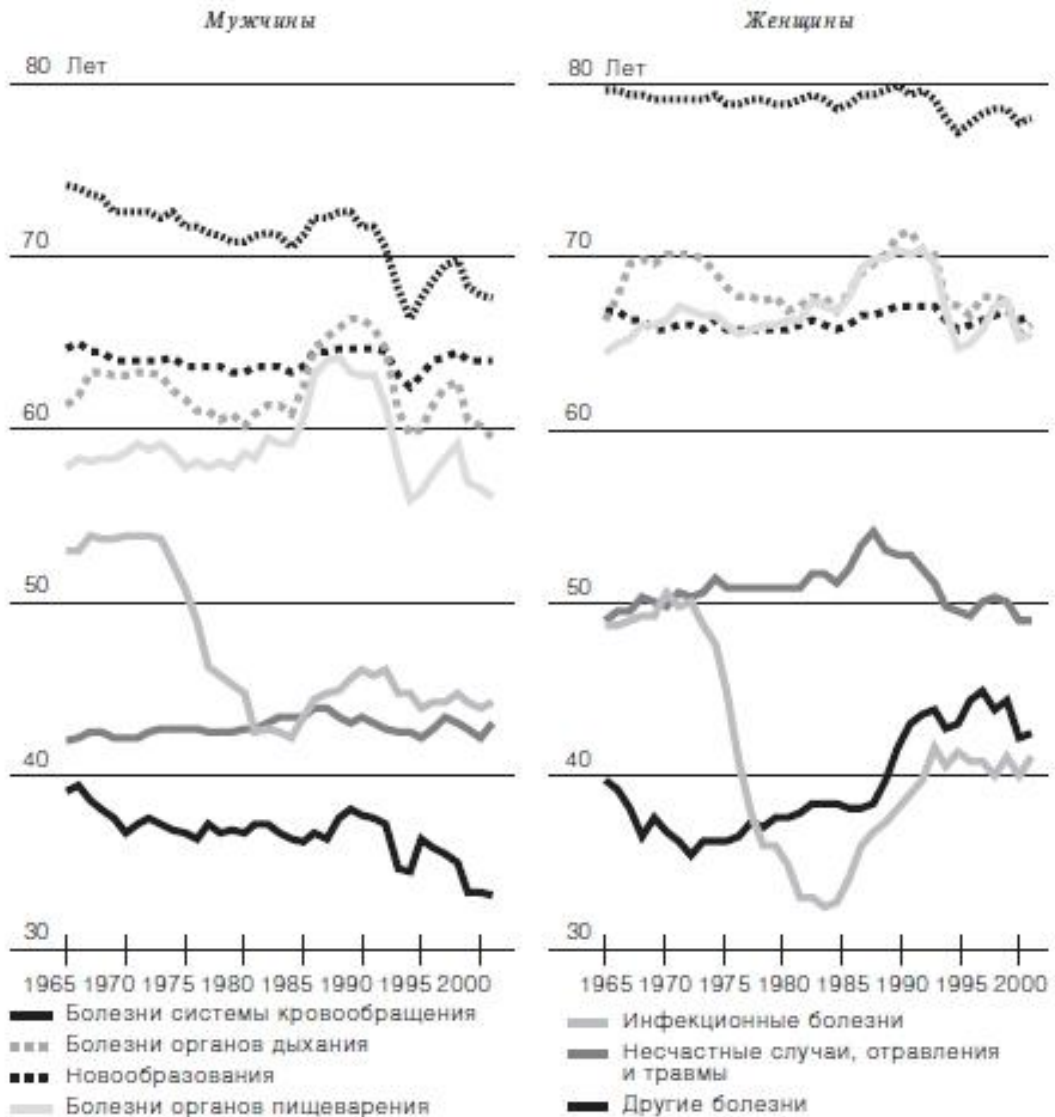 Мужчины
80 Лет
70
60
50
40
30
1965 1970 1975 1980 1985 1990 1995 2000
Женщины
80 Лет
70
60
50
40
30
1965 1970 1975 1980 1985 1990 1995 2000
Болезни системы кровообращения
Болезни органов дыхания
Новообразования
Болезни органов пищеварения
Инфекционные болезни
Несчастные случаи, отравления
и травмы
Другие болезни